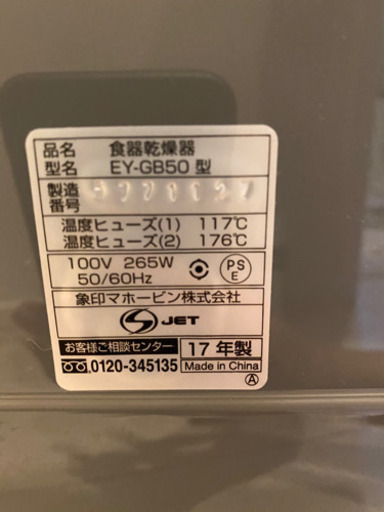 品名 食器乾燥器
型名 EY-GB50 型
製造
番号
温度ヒューズ(1) 117℃
温度ヒューズ(2) 176℃
100V 265W
50/60Hz
PS
E
象印マホービン株式会社
S JET
お客様ご相談センター
0120-345135
17 年製
Made in China
A